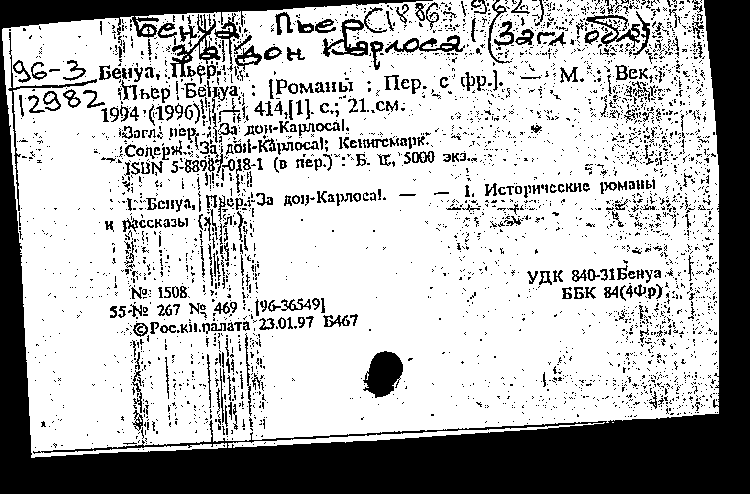 Бенуа Пьер (1886-1962)
За дон Карлоса! (Загл. обл.)
96-3
12982
Бенуа, Пьер.
Пьер Бенуа : [Романы : Пер. с фр.]. — М. : Век,
1994 (1996). — 414,[1] с.; 21 см.
Загл. пер.: За дон-Карлоса!.
Содерж.: За дон-Карлоса!; Кенигсмарк.
ISBN 5-88987-018-1 (в пер.) : Б. ц., 5000 экз.
1. Бенуа, Пьер. За дон-Карлоса!. — — 1. Исторические романы
и рассказы (х. л.).
УДК 840-31Бенуа
ББК 84(4Фр)
№ 1508
55 № 267 № 469 [96-36549]
©Рос.кн.палата 23.01.97 Б467